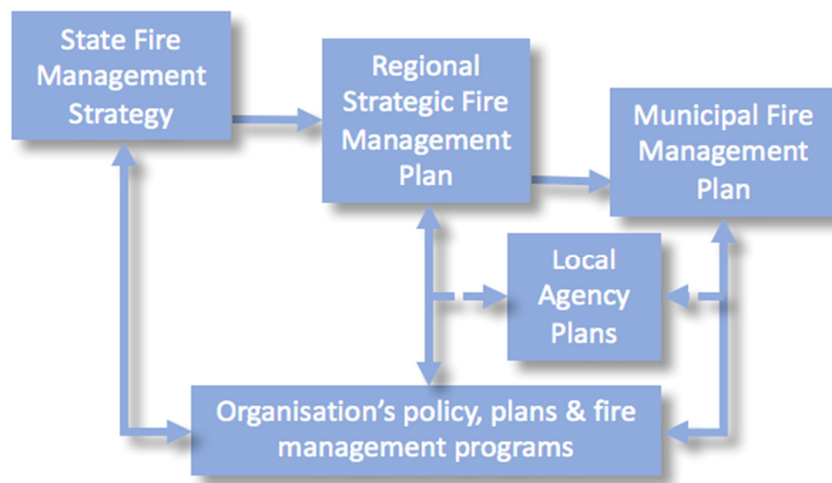 State Fire
Management
Strategy
Regional
Strategic Fire
Management
Plan
Municipal Fire
Management
Plan
Local
Agency
Plans
Organisation's policy, plans & fire
management programs